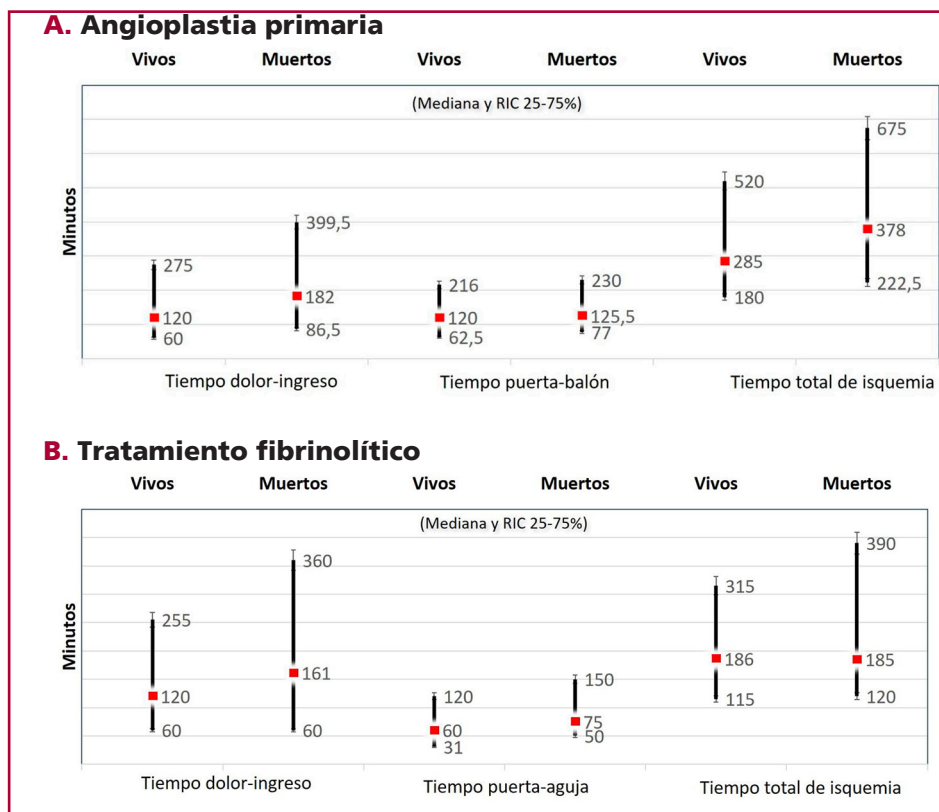 A. Angioplastia primaria
Vivos Muertos Vivos Muertos Vivos Muertos
(Mediana y RIC 25-75%)
Minutos
275 120 60
399,5 182 86,5
216 120 62,5
230 125,5 77
520 285 180
675 378 222,5
Tiempo dolor-ingreso Tiempo puerta-balón Tiempo total de isquemia
B. Tratamiento fibrinolítico
Vivos Muertos Vivos Muertos Vivos Muertos
(Mediana y RIC 25-75%)
Minutos
255 120 60
360 161 60
120 60 31
150 75 50
315 186 115
390 185 120
Tiempo dolor-ingreso Tiempo puerta-aguja Tiempo total de isquemia